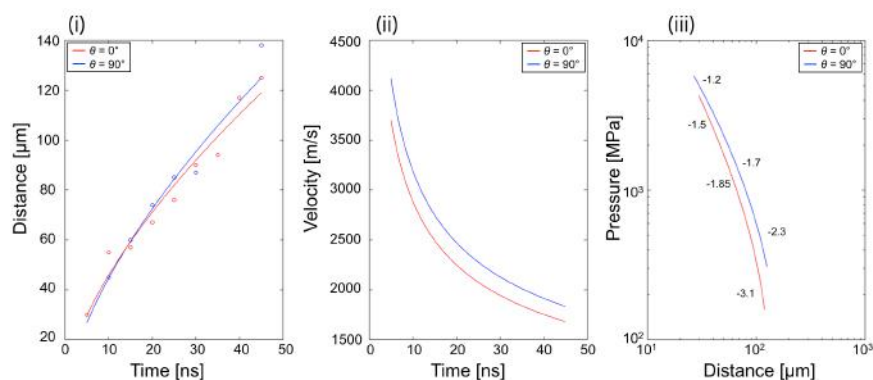 (i)
θ = 0°
θ = 90°
140
120
100
80
60
40
20
0
10
20
30
40
50
Distance [µm]
Time [ns]
(ii)
θ = 0°
θ = 90°
4500
4000
3500
3000
2500
2000
1500
0
10
20
30
40
50
Velocity [m/s]
Time [ns]
(iii)
θ = 0°
θ = 90°
10⁴
10³
10²
10¹
10²
10³
-1.2
-1.5
-1.7
-1.85
-2.3
-3.1
Pressure [MPa]
Distance [µm]